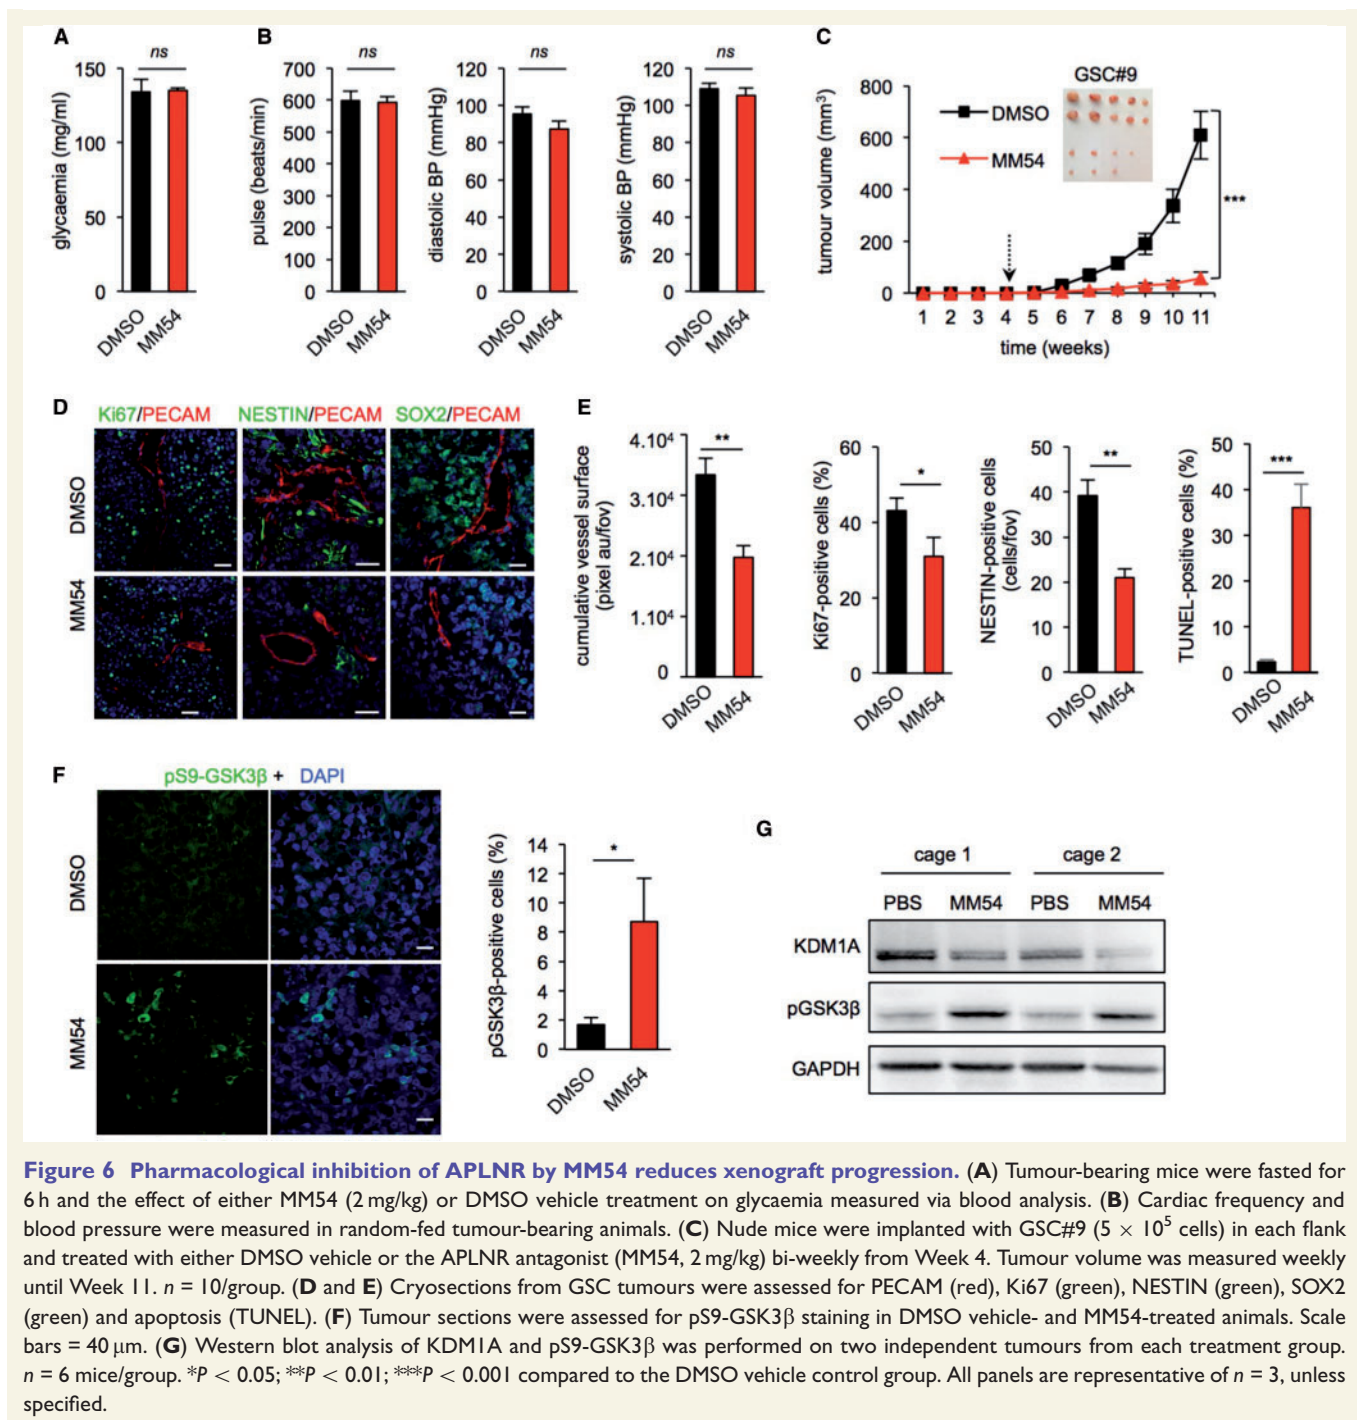 A
ns
glycaemia (mg/ml)
150
100
50
0
DMSO
MM54
B
ns
pulse (beats/min)
700
600
500
400
300
200
100
0
DMSO
MM54
ns
diastolic BP (mmHg)
120
100
80
60
40
20
0
DMSO
MM54
ns
systolic BP (mmHg)
120
100
80
60
40
20
0
DMSO
MM54
C
GSC#9
DMSO
MM54
tumour volume (mm³)
800
600
400
200
0
***
1 2 3 4 5 6 7 8 9 10 11
time (weeks)
D
Ki67/PECAM NESTIN/PECAM SOX2/PECAM
DMSO
MM54
E
cumulative vessel surface
(pixel au/fov)
4.10⁴
3.10⁴
2.10⁴
1.10⁴
0
**
DMSO
MM54
Ki67-positive cells (%)
60
40
20
0
*
DMSO
MM54
NESTIN-positive cells
(cells/fov)
50
40
30
20
10
0
**
DMSO
MM54
TUNEL-positive cells (%)
50
40
30
20
10
0
***
DMSO
MM54
F
pS9-GSK3β + DAPI
DMSO
MM54
pGSK3β-positive cells (%)
14
12
10
8
6
4
2
0
*
DMSO
MM54
G
cage 1 cage 2
PBS MM54 PBS MM54
KDM1A
pGSK3β
GAPDH
Figure 6 Pharmacological inhibition of APLNR by MM54 reduces xenograft progression. (A) Tumour-bearing mice were fasted for
6 h and the effect of either MM54 (2 mg/kg) or DMSO vehicle treatment on glycaemia measured via blood analysis. (B) Cardiac frequency and
blood pressure were measured in random-fed tumour-bearing animals. (C) Nude mice were implanted with GSC#9 (5 × 10⁵ cells) in each flank
and treated with either DMSO vehicle or the APLNR antagonist (MM54, 2 mg/kg) bi-weekly from Week 4. Tumour volume was measured weekly
until Week 11. n = 10/group. (D and E) Cryosections from GSC tumours were assessed for PECAM (red), Ki67 (green), NESTIN (green), SOX2
(green) and apoptosis (TUNEL). (F) Tumour sections were assessed for pS9-GSK3β staining in DMSO vehicle- and MM54-treated animals. Scale
bars = 40 μm. (G) Western blot analysis of KDM1A and pS9-GSK3β was performed on two independent tumours from each treatment group.
n = 6 mice/group. *P < 0.05; **P < 0.01; ***P < 0.001 compared to the DMSO vehicle control group. All panels are representative of n = 3, unless
specified.